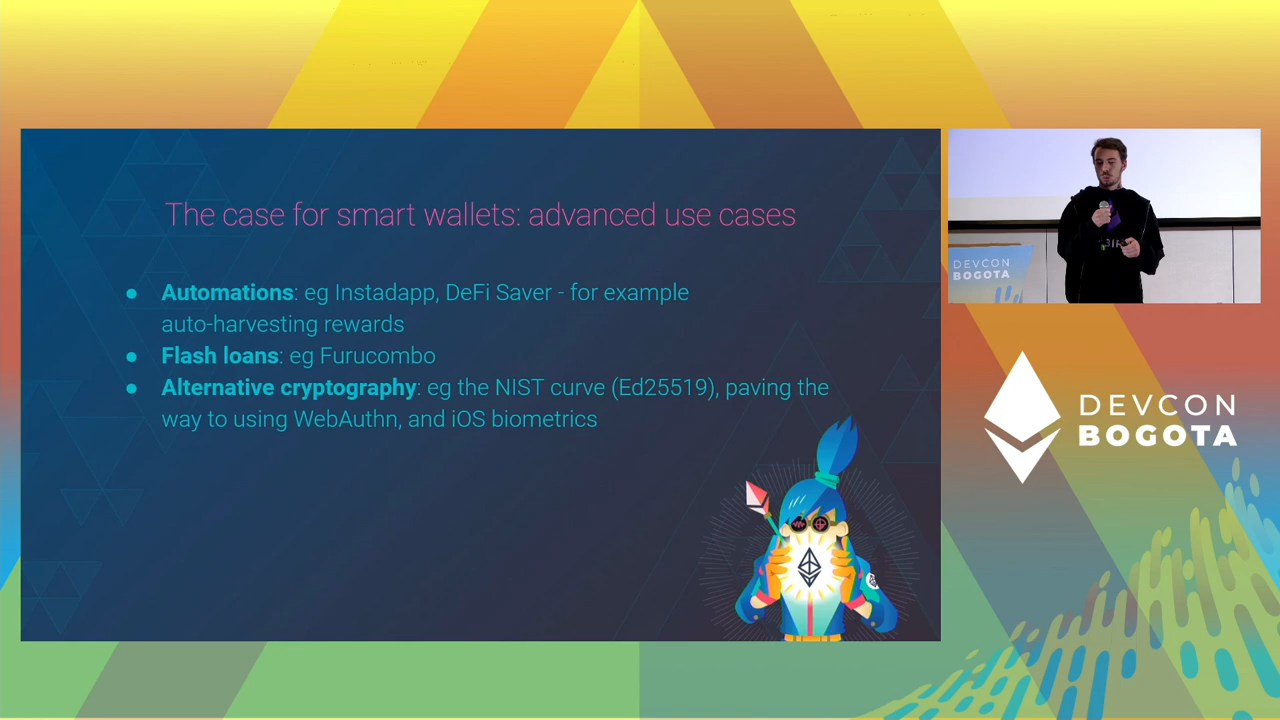 The case for smart wallets: advanced use cases
● Automations: eg Instadapp, DeFi Saver - for example
auto-harvesting rewards
● Flash loans: eg Furucombo
● Alternative cryptography: eg the NIST curve (Ed25519), paving the
way to using WebAuthn, and iOS biometrics
DEVCON
BOGOTA
DEVCON
BOGOTA